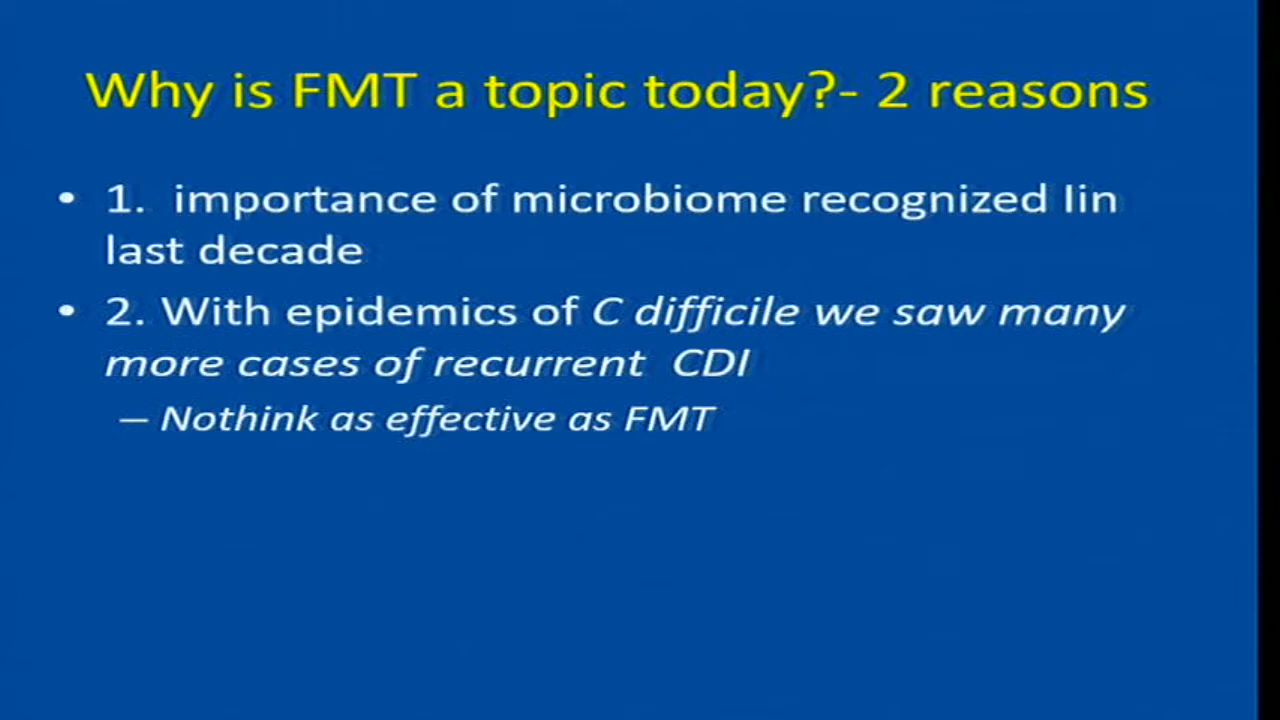 Why is FMT a topic today?- 2 reasons
• 1. importance of microbiome recognized Iin
last decade
• 2. With epidemics of C difficile we saw many
more cases of recurrent CDI
– Nothink as effective as FMT